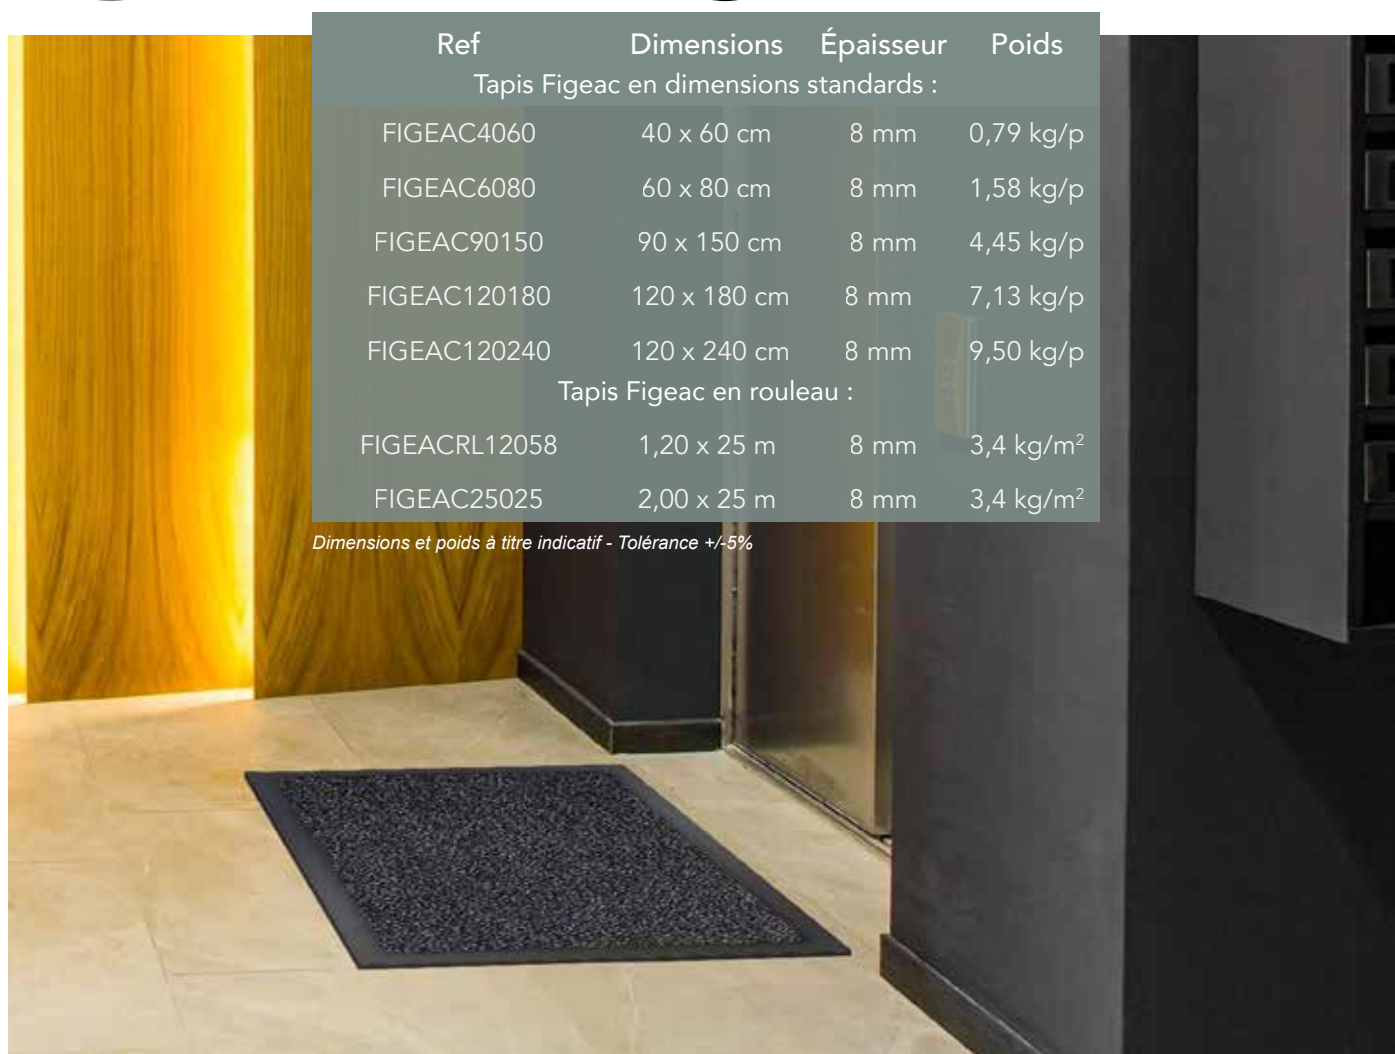 Ref Dimensions Épaisseur Poids
Tapis Figeac en dimensions standards :
FIGEAC4060 40 x 60 cm 8 mm 0,79 kg/p
FIGEAC6080 60 x 80 cm 8 mm 1,58 kg/p
FIGEAC90150 90 x 150 cm 8 mm 4,45 kg/p
FIGEAC120180 120 x 180 cm 8 mm 7,13 kg/p
FIGEAC120240 120 x 240 cm 8 mm 9,50 kg/p
Tapis Figeac en rouleau :
FIGEACRL12058 1,20 x 25 m 8 mm 3,4 kg/m²
FIGEAC25025 2,00 x 25 m 8 mm 3,4 kg/m²
Dimensions et poids à titre indicatif - Tolérance +/-5%